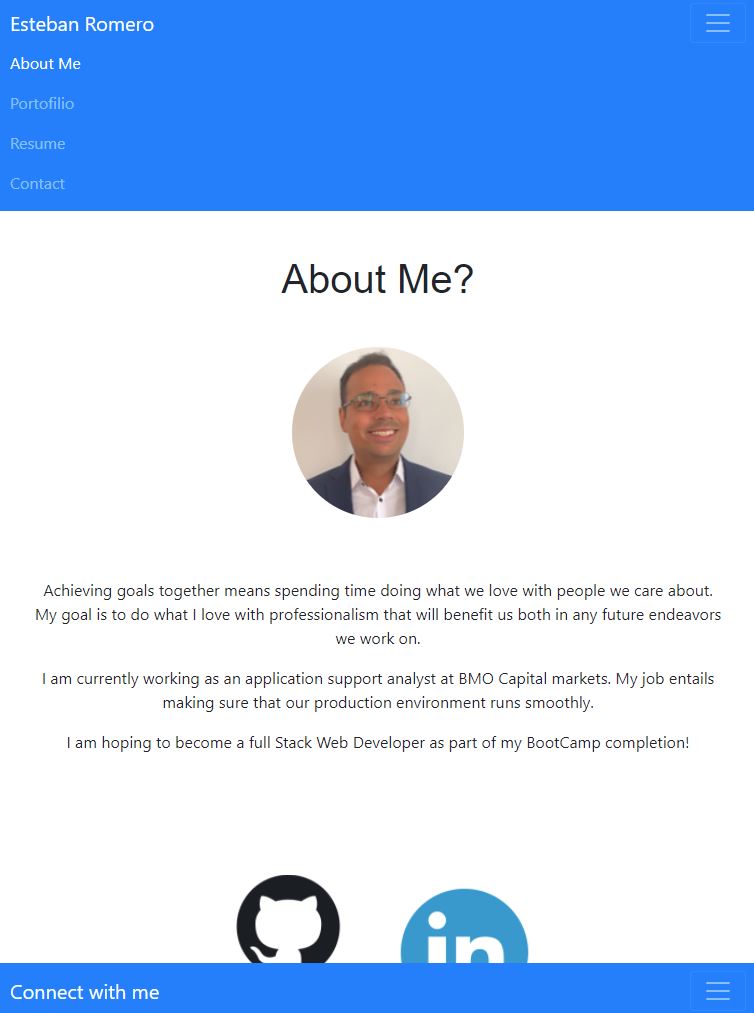 Esteban Romero
About Me
Portofilio
Resume
Contact
About Me?
Achieving goals together means spending time doing what we love with people we care about.
My goal is to do what I love with professionalism that will benefit us both in any future endeavors
we work on.
I am currently working as an application support analyst at BMO Capital markets. My job entails
making sure that our production environment runs smoothly.
I am hoping to become a full Stack Web Developer as part of my BootCamp completion!
in
Connect with me